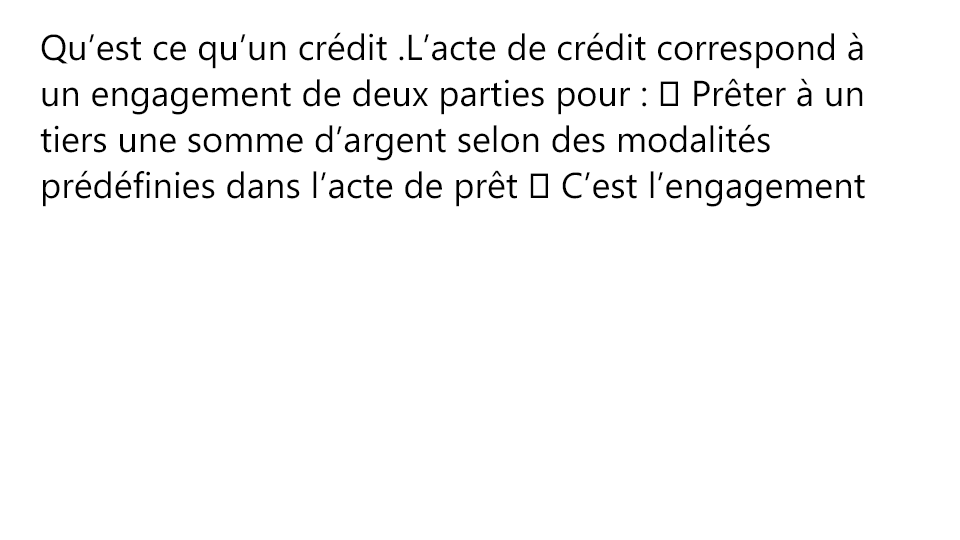 Qu’est ce qu’un crédit .L’acte de crédit correspond à
un engagement de deux parties pour :  Prêter à un
tiers une somme d’argent selon des modalités
prédéfinies dans l’acte de prêt  C’est l’engagement